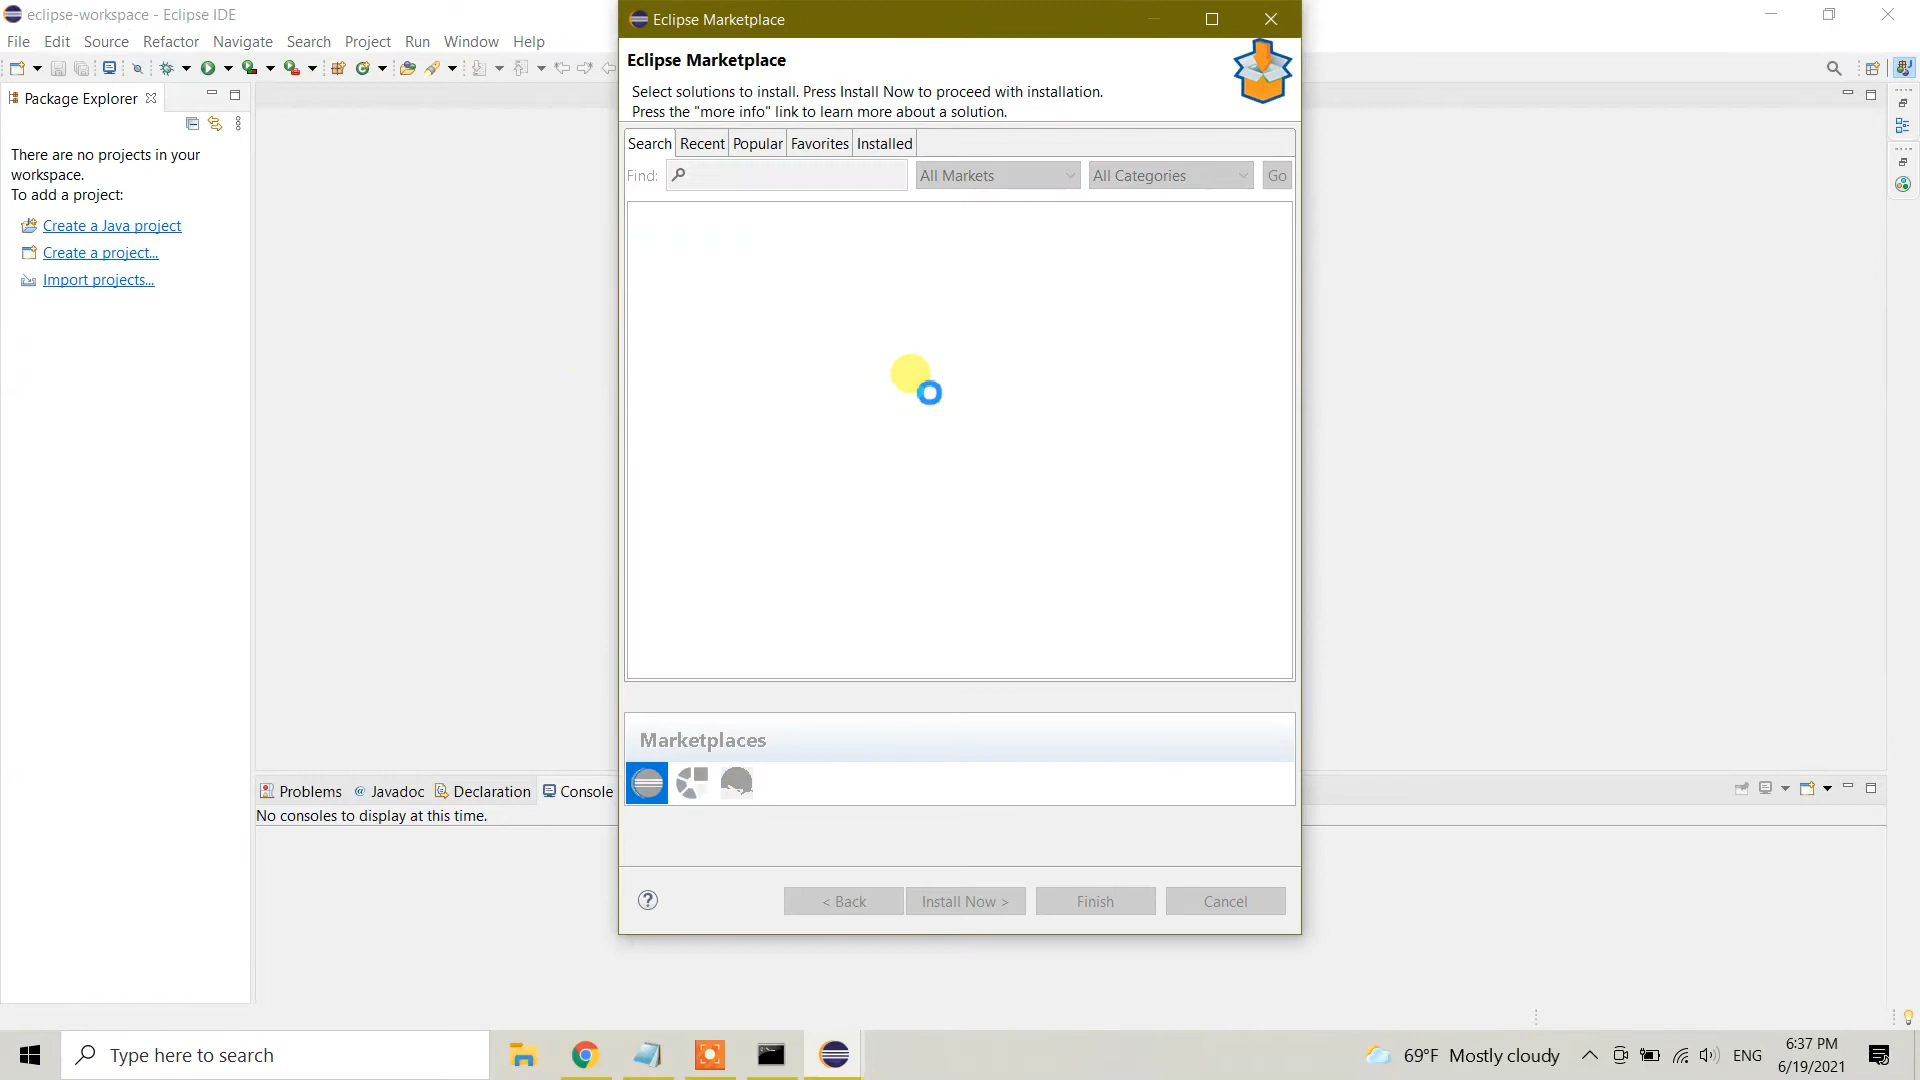 eclipse-workspace - Eclipse IDE
File Edit Source Refactor Navigate Search Project Run Window Help
Package Explorer
There are no projects in your
workspace.
To add a project:
Create a Java project
Create a project...
Import projects...
Eclipse Marketplace
Eclipse Marketplace
Select solutions to install. Press Install Now to proceed with installation.
Press the "more info" link to learn more about a solution.
Search Recent Popular Favorites Installed
Find: All Markets All Categories Go
Marketplaces
< Back Install Now > Finish Cancel
Problems @ Javadoc Declaration Console
No consoles to display at this time.
Type here to search
69°F Mostly cloudy ENG
6:37 PM
6/19/2021